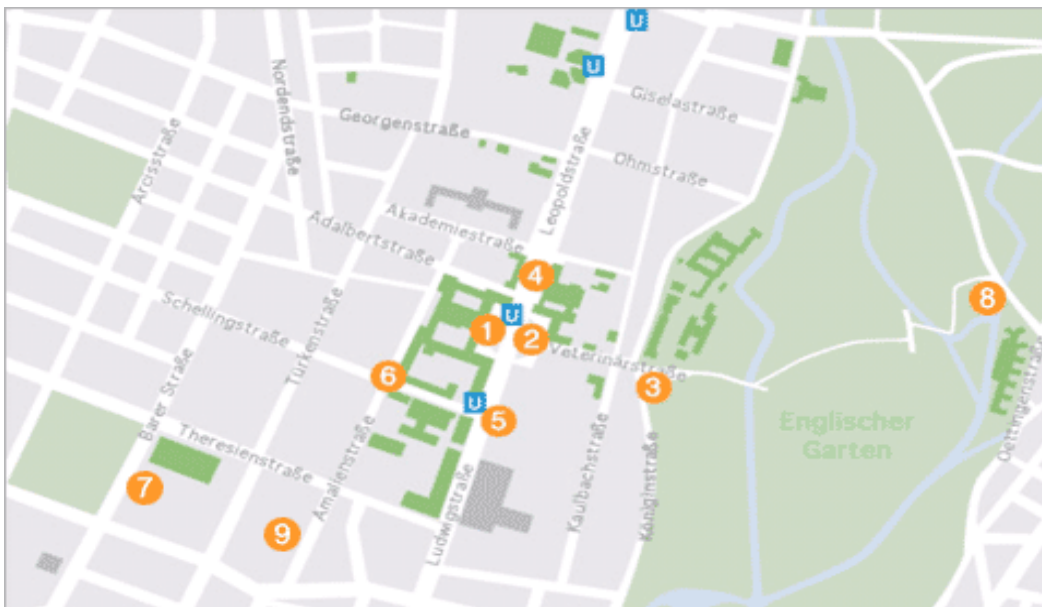 U
U
Giselastraße
Nordendstraße
Georgenstraße
Ohmstraße
Arcisstraße
Leopoldstraße
Akademiestraße
Adalbertstraße
4
8
Schellingstraße
U
1
2
Türkenstraße
Veterinärstraße
6
3
Barer Straße
U
5
Englischer
Garten
Oettingenstraße
Theresienstraße
Amalienstraße
Kaulbachstraße
Königinstraße
7
Ludwigstraße
9